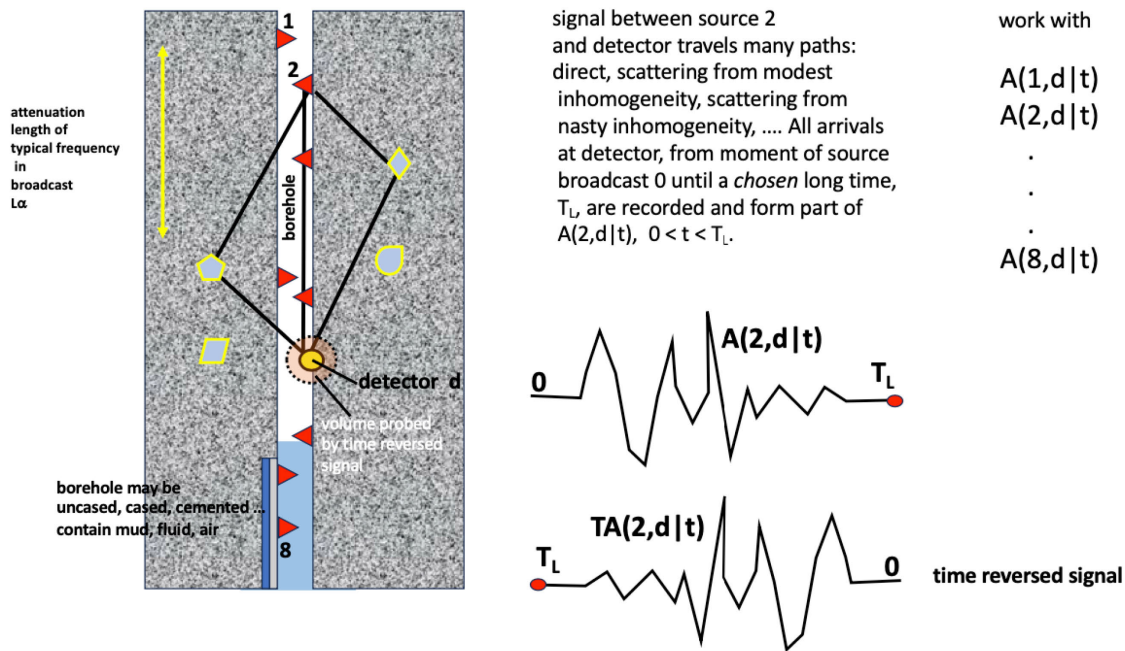 attenuation
length of
typical frequency
in
broadcast
Lα
1
2
borehole
detector d
volume probed
by time reversed
signal
borehole may be
uncased, cased, cemented ...
contain mud, fluid, air
8
signal between source 2
and detector travels many paths:
direct, scattering from modest
inhomogeneity, scattering from
nasty inhomogeneity, .... All arrivals
at detector, from moment of source
broadcast 0 until a chosen long time,
T_L, are recorded and form part of
A(2,d|t), 0 < t < T_L.
work with
A(1,d|t)
A(2,d|t)
.
.
.
A(8,d|t)
A(2,d|t)
0
T_L
TA(2,d|t)
T_L
0
time reversed signal